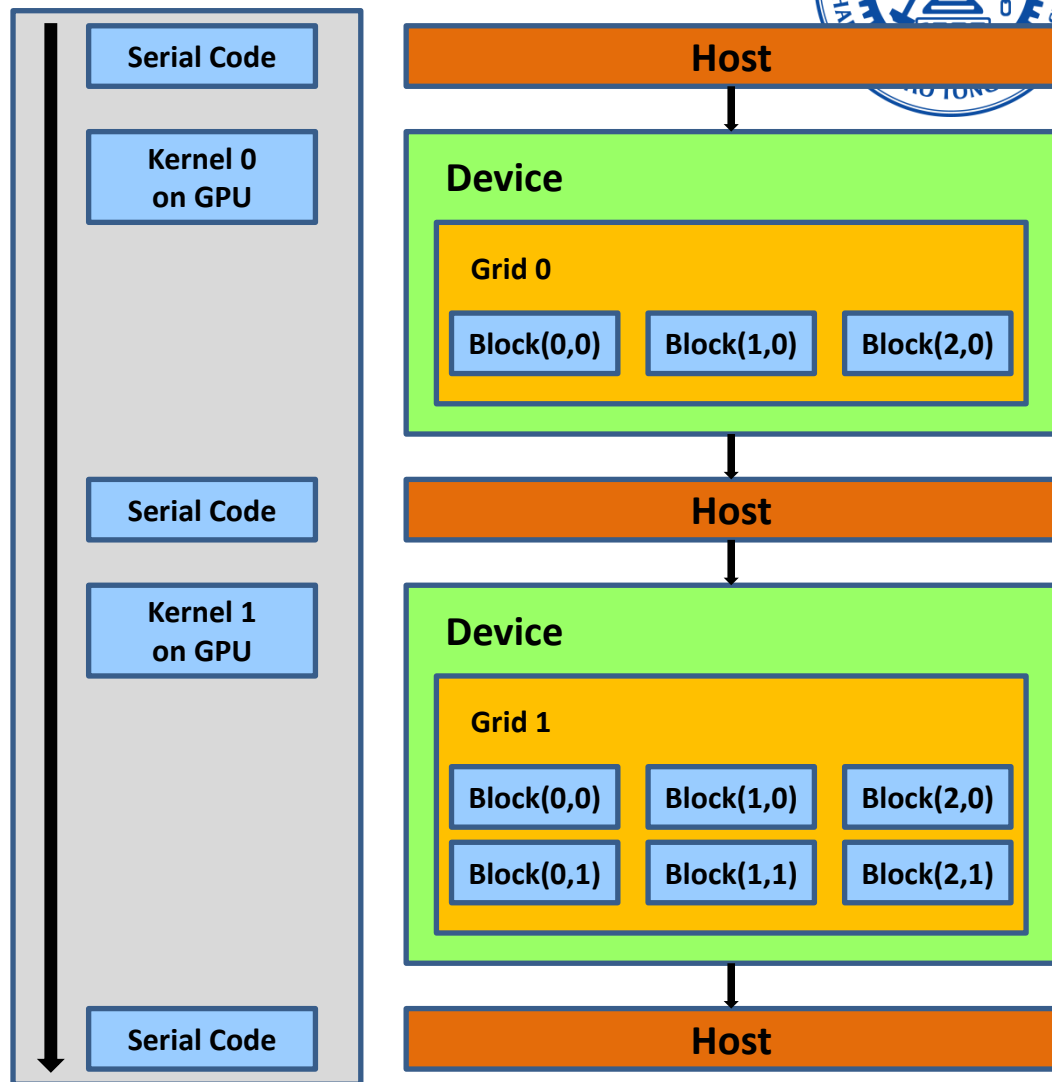 Serial Code
Host
Kernel 0
on GPU
Device
Grid 0
Block(0,0)
Block(1,0)
Block(2,0)
Serial Code
Host
Kernel 1
on GPU
Device
Grid 1
Block(0,0)
Block(1,0)
Block(2,0)
Block(0,1)
Block(1,1)
Block(2,1)
Serial Code
Host